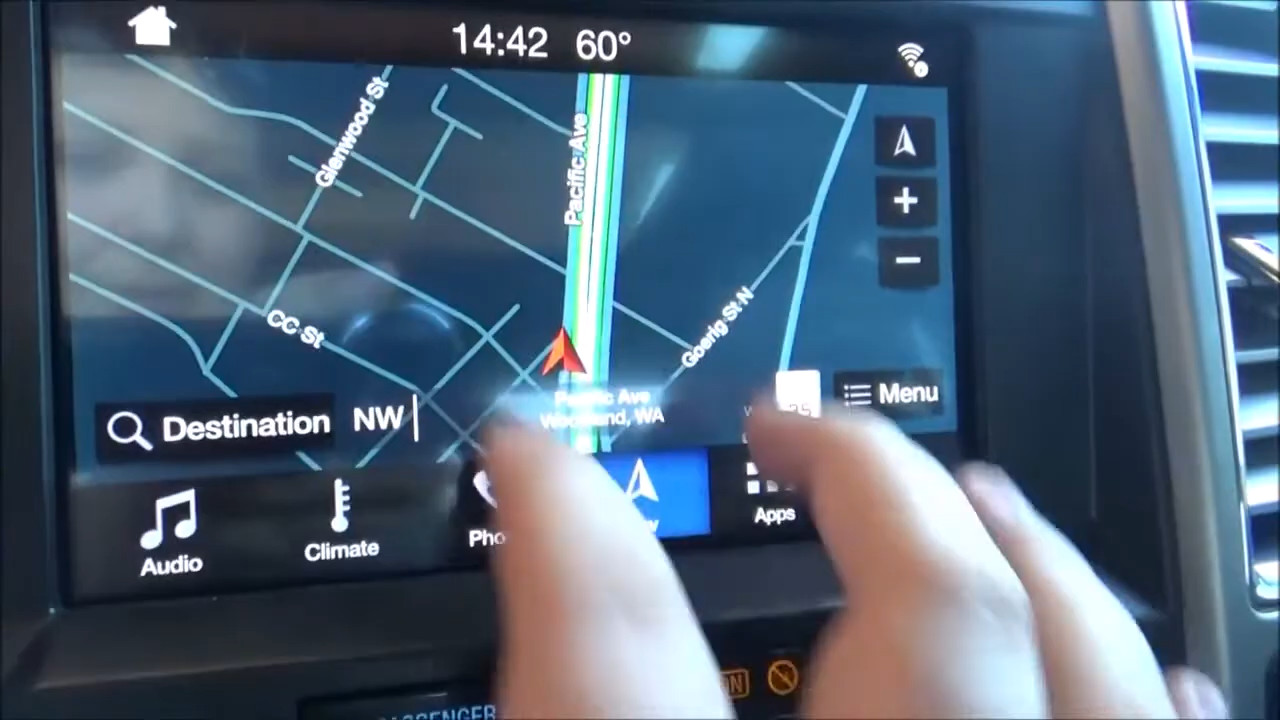 14:42 60°
Glenwood St
Pacific Ave
Goerig St N
CC St
Pacific Ave
Woodland, WA
Destination
NW
Menu
Audio
Climate
Apps
PASSENGER